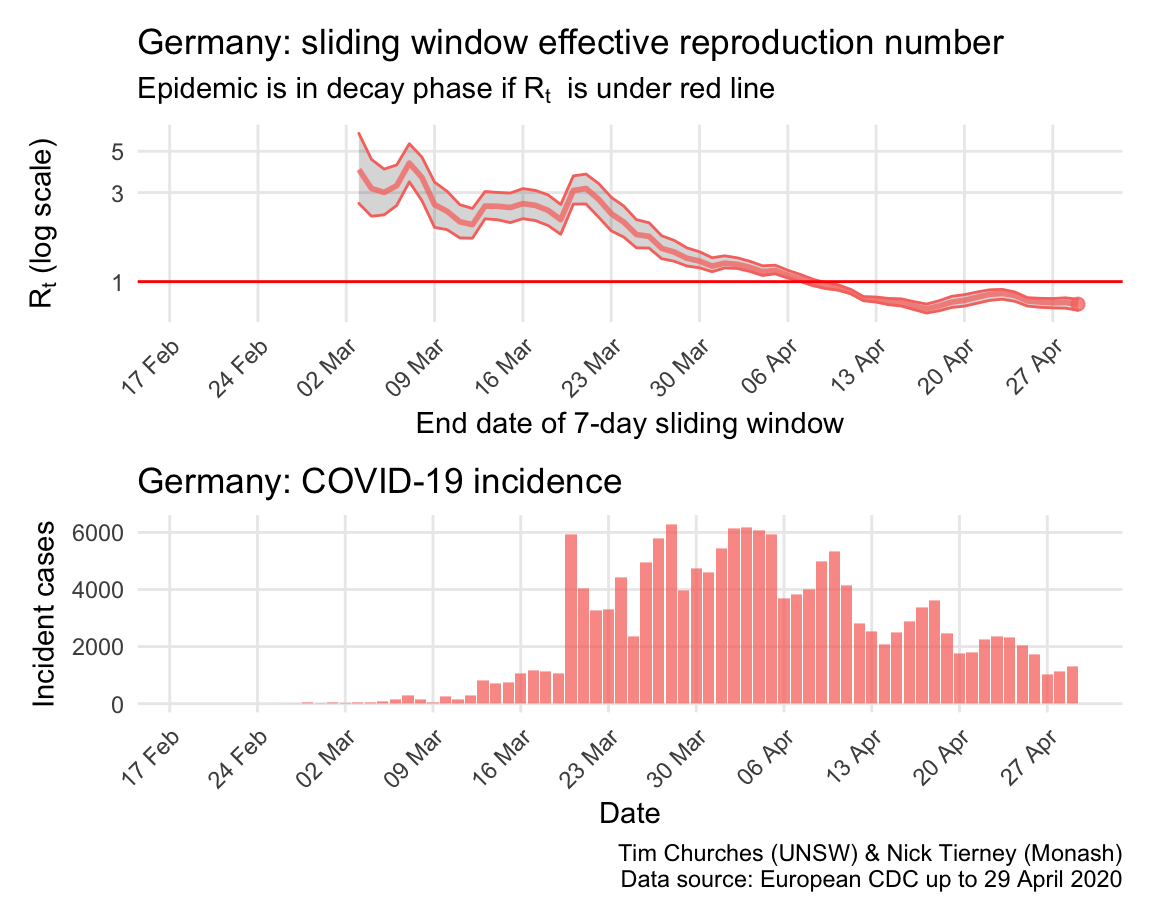 Germany: sliding window effective reproduction number
Epidemic is in decay phase if Rt is under red line
Rt (log scale)
5
3
1
17 Feb
24 Feb
02 Mar
09 Mar
16 Mar
23 Mar
30 Mar
06 Apr
13 Apr
20 Apr
27 Apr
End date of 7-day sliding window
Germany: COVID-19 incidence
Incident cases
6000
4000
2000
0
17 Feb
24 Feb
02 Mar
09 Mar
16 Mar
23 Mar
30 Mar
06 Apr
13 Apr
20 Apr
27 Apr
Date
Tim Churches (UNSW) & Nick Tierney (Monash)
Data source: European CDC up to 29 April 2020